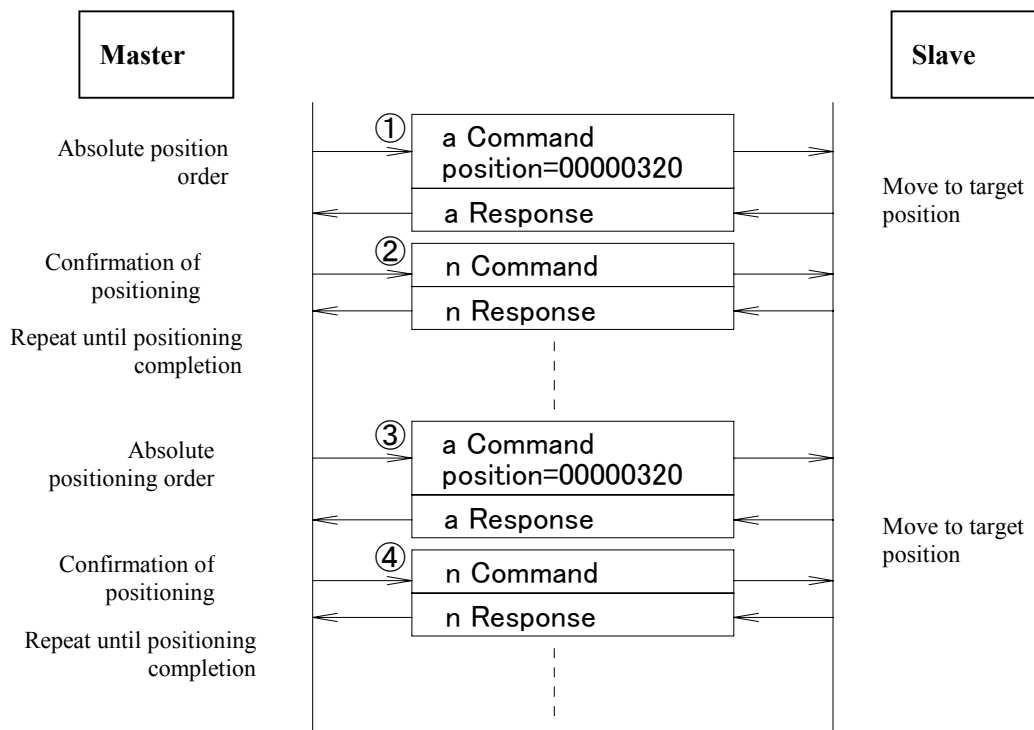 Master
Slave
①
a Command
position=00000320
Absolute position
order
a Response
Move to target
position
②
n Command
Confirmation of
positioning
n Response
Repeat until positioning
completion
③
a Command
position=00000320
Absolute
positioning order
a Response
Move to target
position
④
n Command
Confirmation of
positioning
n Response
Repeat until positioning
completion